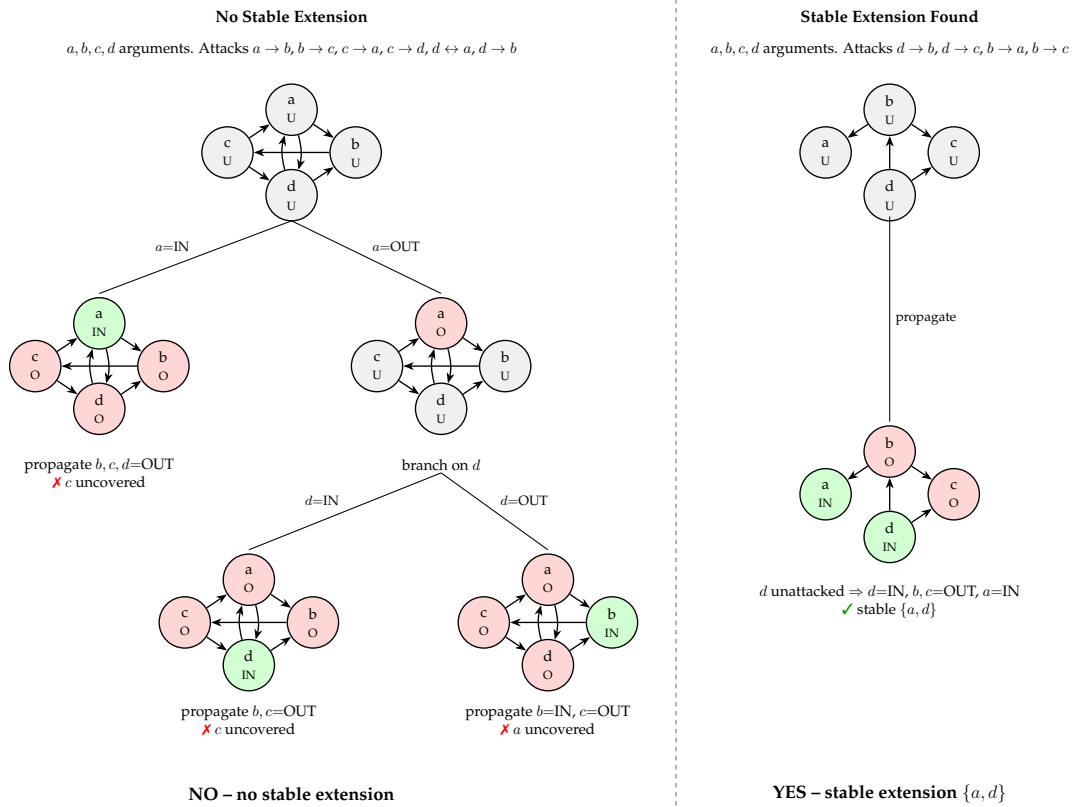 No Stable Extension
a, b, c, d arguments. Attacks a → b, b → c, c → a, c → d, d ↔ a, d → b
a
U
c
U
b
U
d
U
a=IN
a=OUT
a
IN
c
O
b
O
d
O
propagate b, c, d=OUT
✗ c uncovered
a
O
c
U
b
U
d
U
branch on d
d=IN
d=OUT
a
O
c
O
b
O
d
IN
propagate b, c=OUT
✗ c uncovered
a
O
c
O
b
IN
d
O
propagate b=IN, c=OUT
✗ a uncovered
NO – no stable extension
Stable Extension Found
a, b, c, d arguments. Attacks d → b, d → c, b → a, b → c
b
U
a
U
c
U
d
U
propagate
b
O
a
IN
c
O
d
IN
d unattacked ⇒ d=IN, b, c=OUT, a=IN
✓ stable {a, d}
YES – stable extension {a, d}